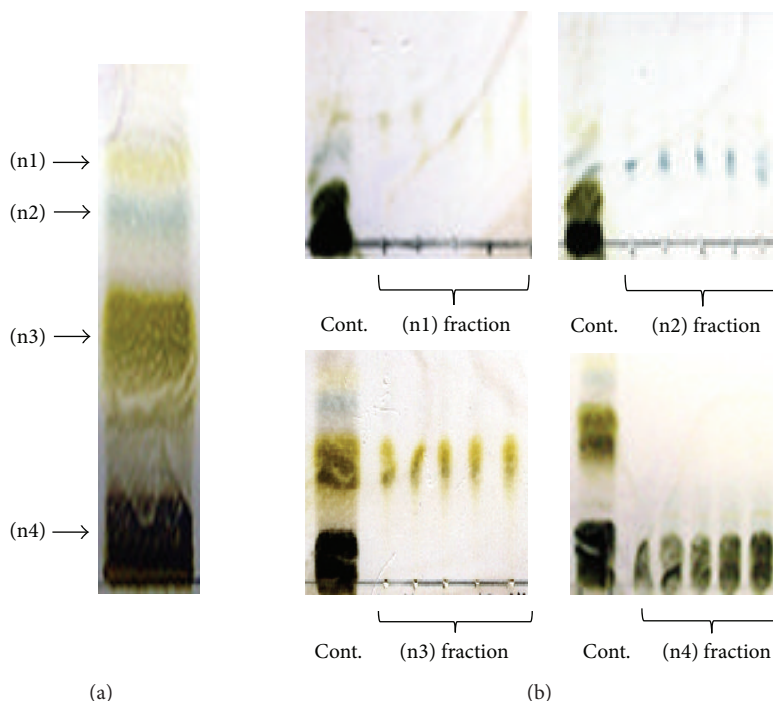 (n1)
(n2)
(n3)
(n4)
(a)
Cont.
(n1) fraction
Cont.
(n2) fraction
Cont.
(n3) fraction
Cont.
(n4) fraction
(b)